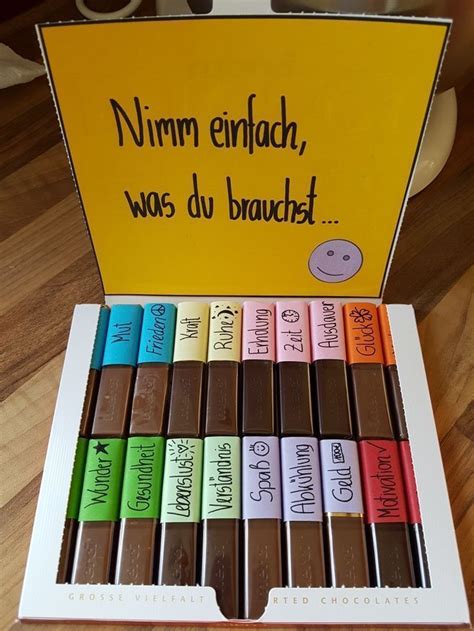 Nimm einfach,
was du brauchst...
Mut
Frieden
Kraft
Ruhe
Erholung
Zeit
Ausdauer
Glück
Wunder
Gesundheit
Lebenslust
Verständnis
Spaß
Abkühlung
Geld
Motivation
GROSSE VIELFALT RTED CHOCOLATES